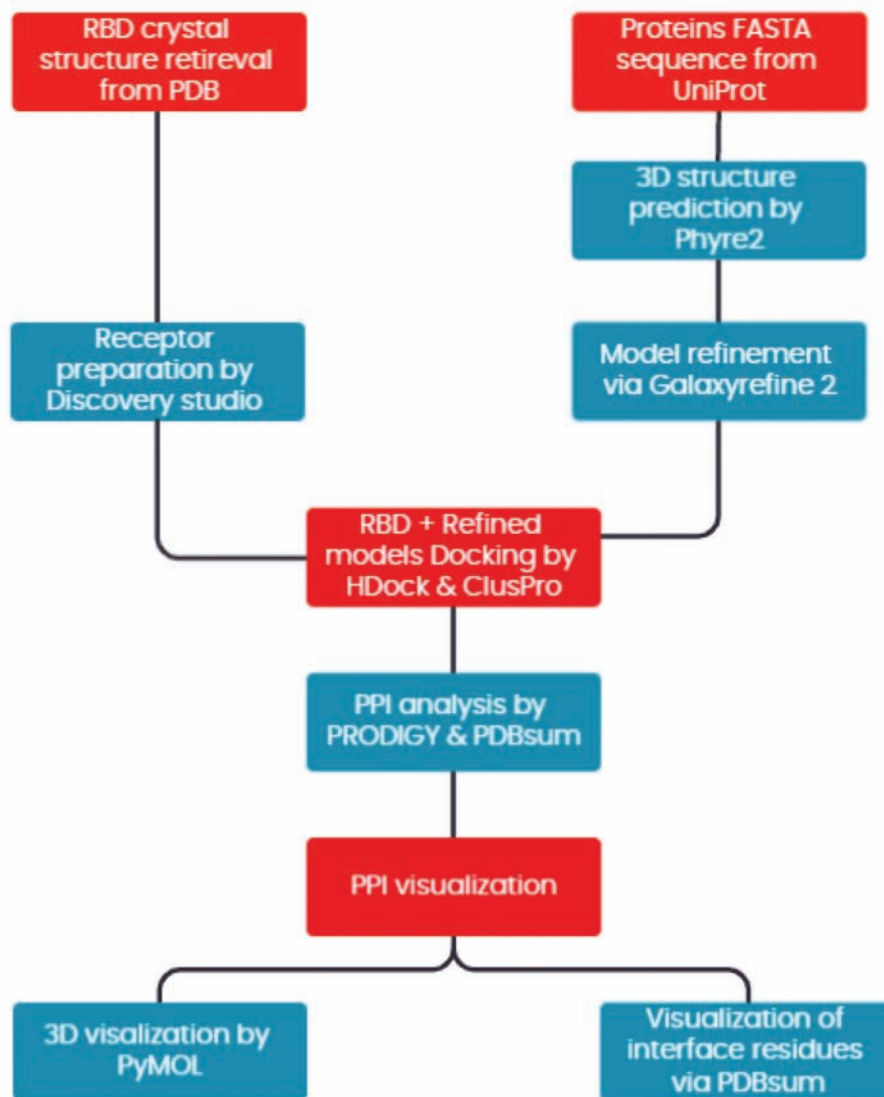 RBD crystal
structure retireval
from PDB
Proteins FASTA
sequence from
UniProt
3D structure
prediction by
Phyre2
Receptor
preparation by
Discovery studio
Model refinement
via Galaxyrefine 2
RBD + Refined
models Docking by
HDock & ClusPro
PPI analysis by
PRODIGY & PDBsum
PPI visualization
3D visalization by
PyMOL
Visualization of
interface residues
via PDBsum